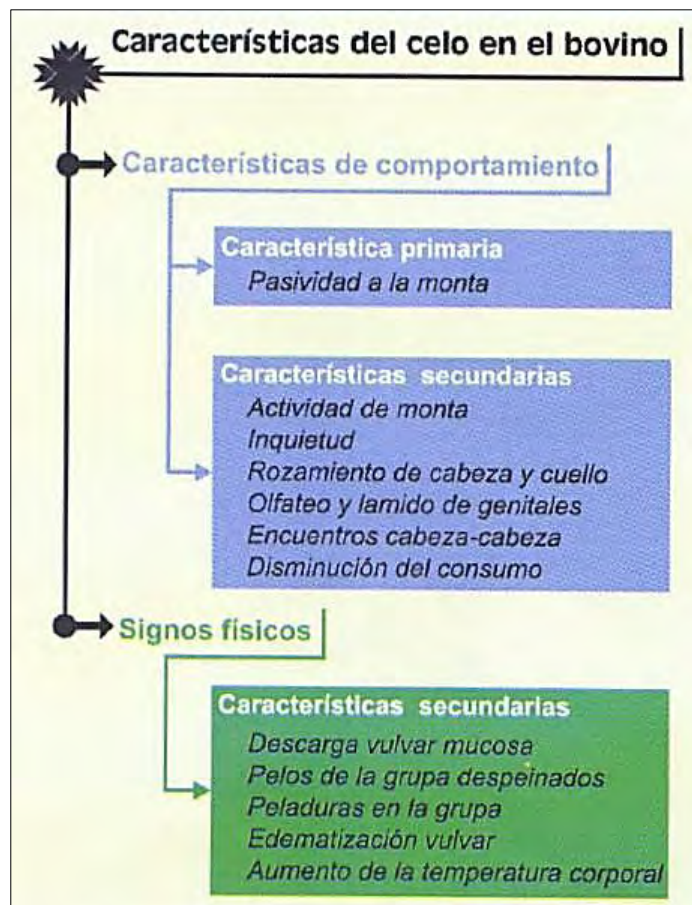 Características del celo en el bovino
Características de comportamiento
Característica primaria
Pasividad a la monta
Características secundarias
Actividad de monta
Inquietud
Rozamiento de cabeza y cuello
Olfateo y lamido de genitales
Encuentros cabeza-cabeza
Disminución del consumo
Signos físicos
Características secundarias
Descarga vulvar mucosa
Pelos de la grupa despeinados
Peladuras en la grupa
Edematización vulvar
Aumento de la temperatura corporal